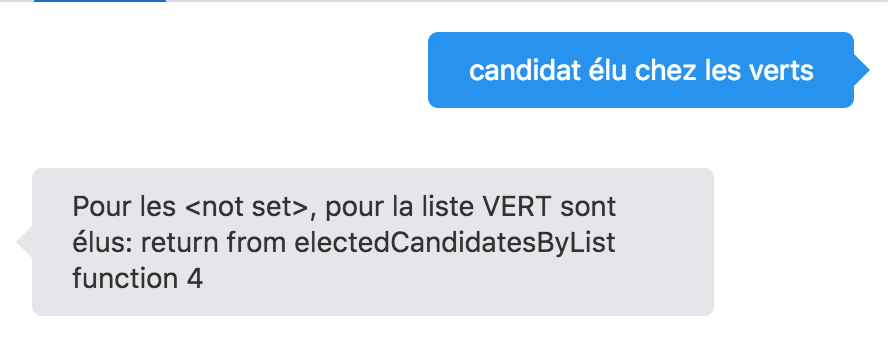 candidat élu chez les verts
Pour les <not set>, pour la liste VERT sont
élus: return from electedCandidatesByList
function 4